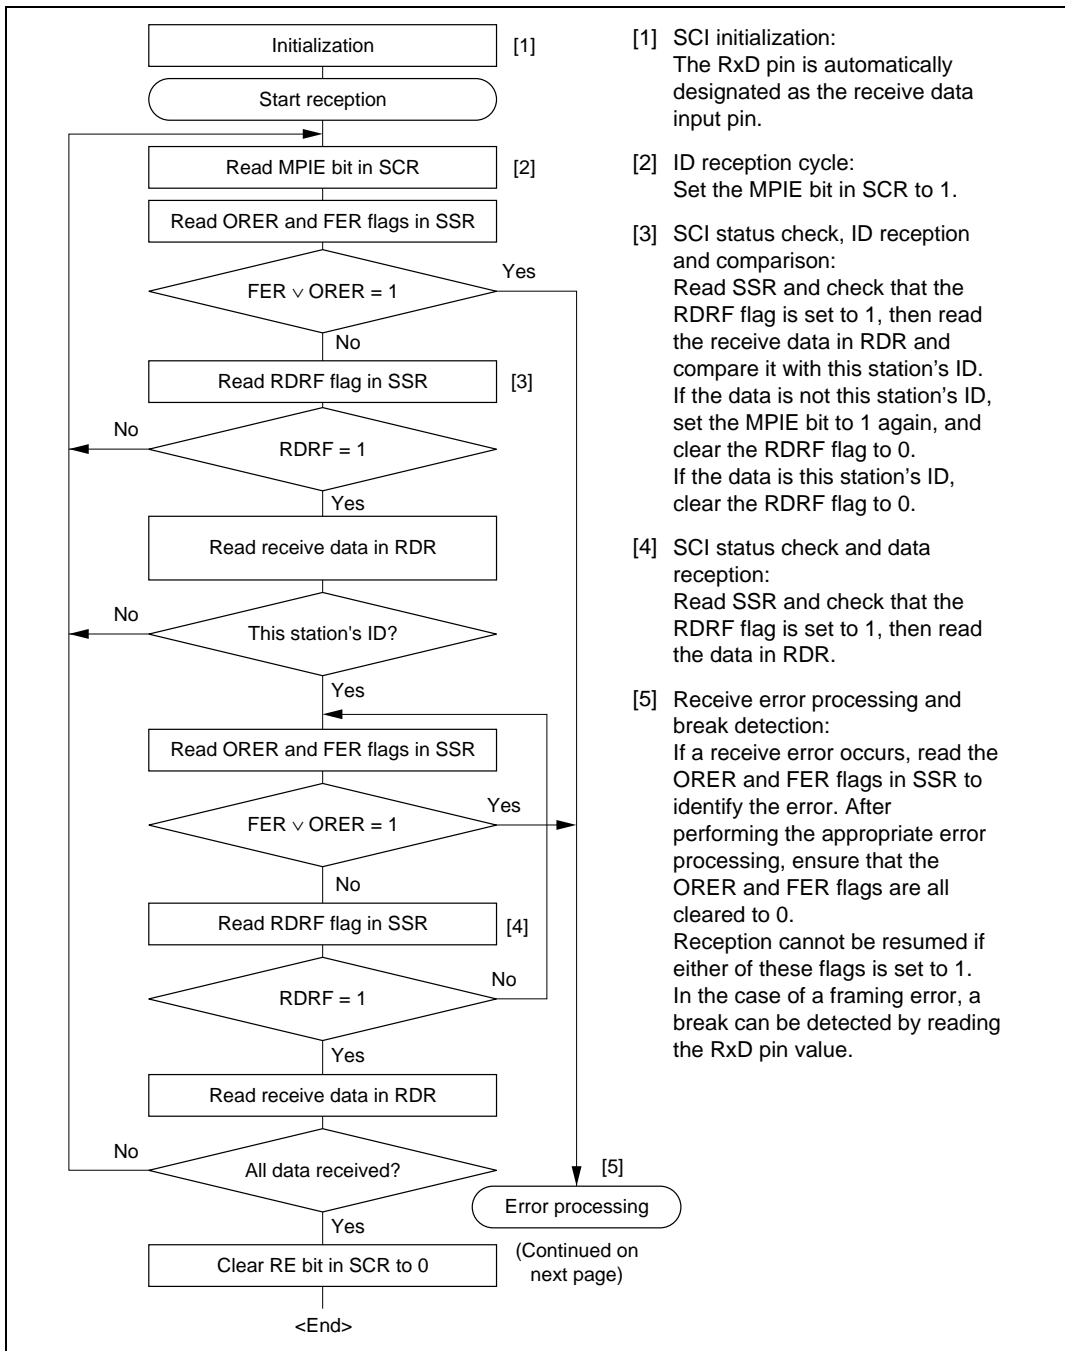 Initialization [1]
Start reception
Read MPIE bit in SCR [2]
Read ORER and FER flags in SSR
Yes
FER ∨ ORER = 1
No
Read RDRF flag in SSR [3]
No
RDRF = 1
Yes
Read receive data in RDR
No
This station's ID?
Yes
Read ORER and FER flags in SSR
Yes
FER ∨ ORER = 1
No
Read RDRF flag in SSR [4]
No
RDRF = 1
Yes
Read receive data in RDR
No
All data received?
[5]
Error processing
Yes
(Continued on
next page)
Clear RE bit in SCR to 0
<End>
[1] SCI initialization:
The RxD pin is automatically
designated as the receive data
input pin.
[2] ID reception cycle:
Set the MPIE bit in SCR to 1.
[3] SCI status check, ID reception
and comparison:
Read SSR and check that the
RDRF flag is set to 1, then read
the receive data in RDR and
compare it with this station's ID.
If the data is not this station's ID,
set the MPIE bit to 1 again, and
clear the RDRF flag to 0.
If the data is this station's ID,
clear the RDRF flag to 0.
[4] SCI status check and data
reception:
Read SSR and check that the
RDRF flag is set to 1, then read
the data in RDR.
[5] Receive error processing and
break detection:
If a receive error occurs, read the
ORER and FER flags in SSR to
identify the error. After
performing the appropriate error
processing, ensure that the
ORER and FER flags are all
cleared to 0.
Reception cannot be resumed if
either of these flags is set to 1.
In the case of a framing error, a
break can be detected by reading
the RxD pin value.